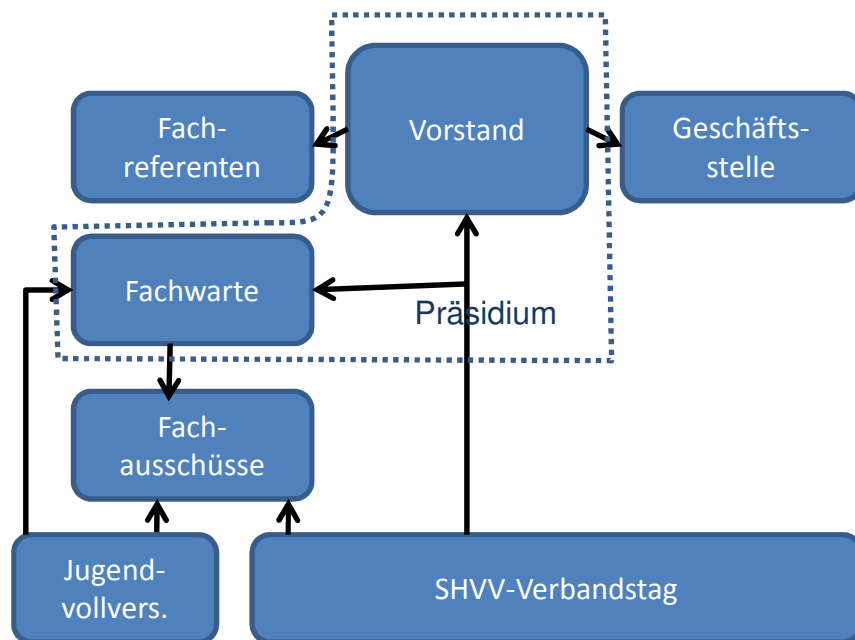 Fach-
referenten
Vorstand
Geschäfts-
stelle
Fachwarte
Präsidium
Fach-
ausschüsse
Jugend-
vollvers.
SHVV-Verbandstag